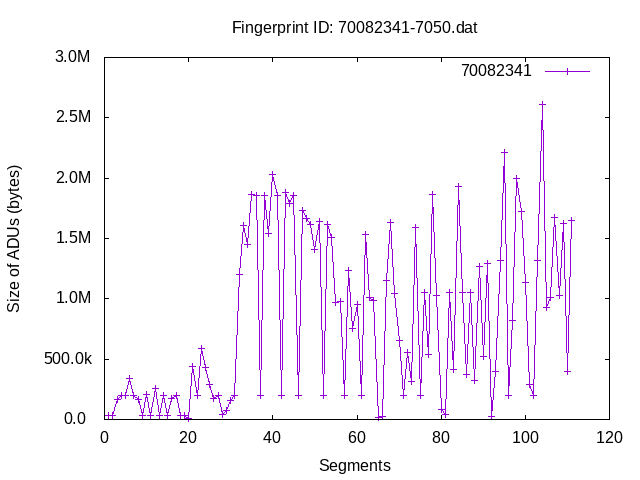 Fingerprint ID: 70082341-7050.dat
70082341
Size of ADUs (bytes)
3.0M
2.5M
2.0M
1.5M
1.0M
500.0k
0.0
0 20 40 60 80 100 120
Segments